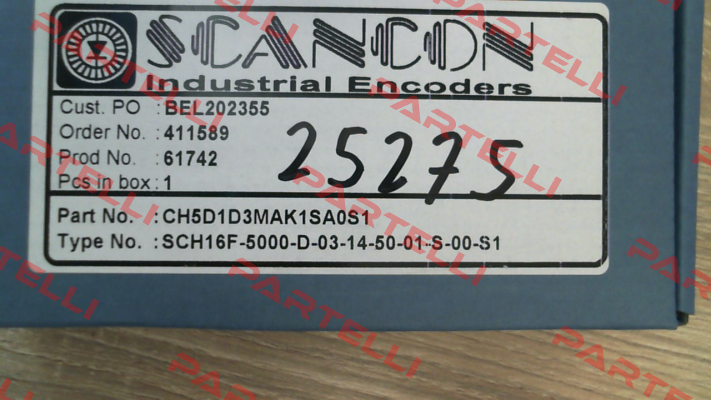 SCANCON
Industrial Encoders
Cust. PO : BEL202355
Order No. : 411589
Prod No. : 61742
Pcs in box : 1
25275
Part No. : CH5D1D3MAK1SA0S1
Type No. : SCH16F-5000-D-03-14-50-01-S-00-S1
PARTELLI